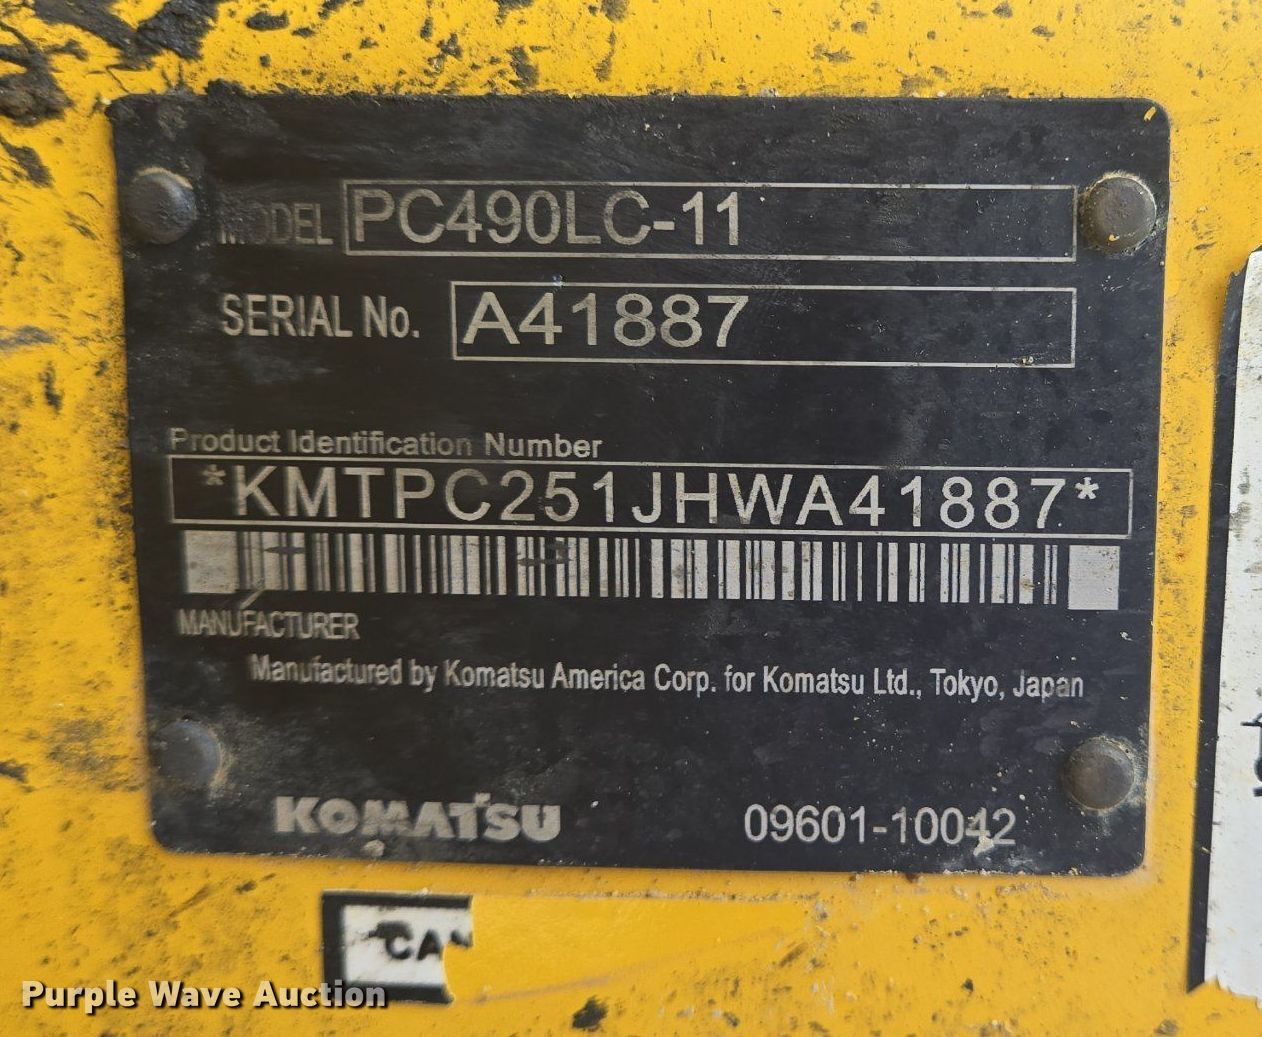 MODEL PC490LC-11
SERIAL No. A41887
Product Identification Number
*KMTPC251JHWA41887*
MANUFACTURER
Manufactured by Komatsu America Corp. for Komatsu Ltd., Tokyo, Japan
KOMATSU 09601-10042
Purple Wave Auction